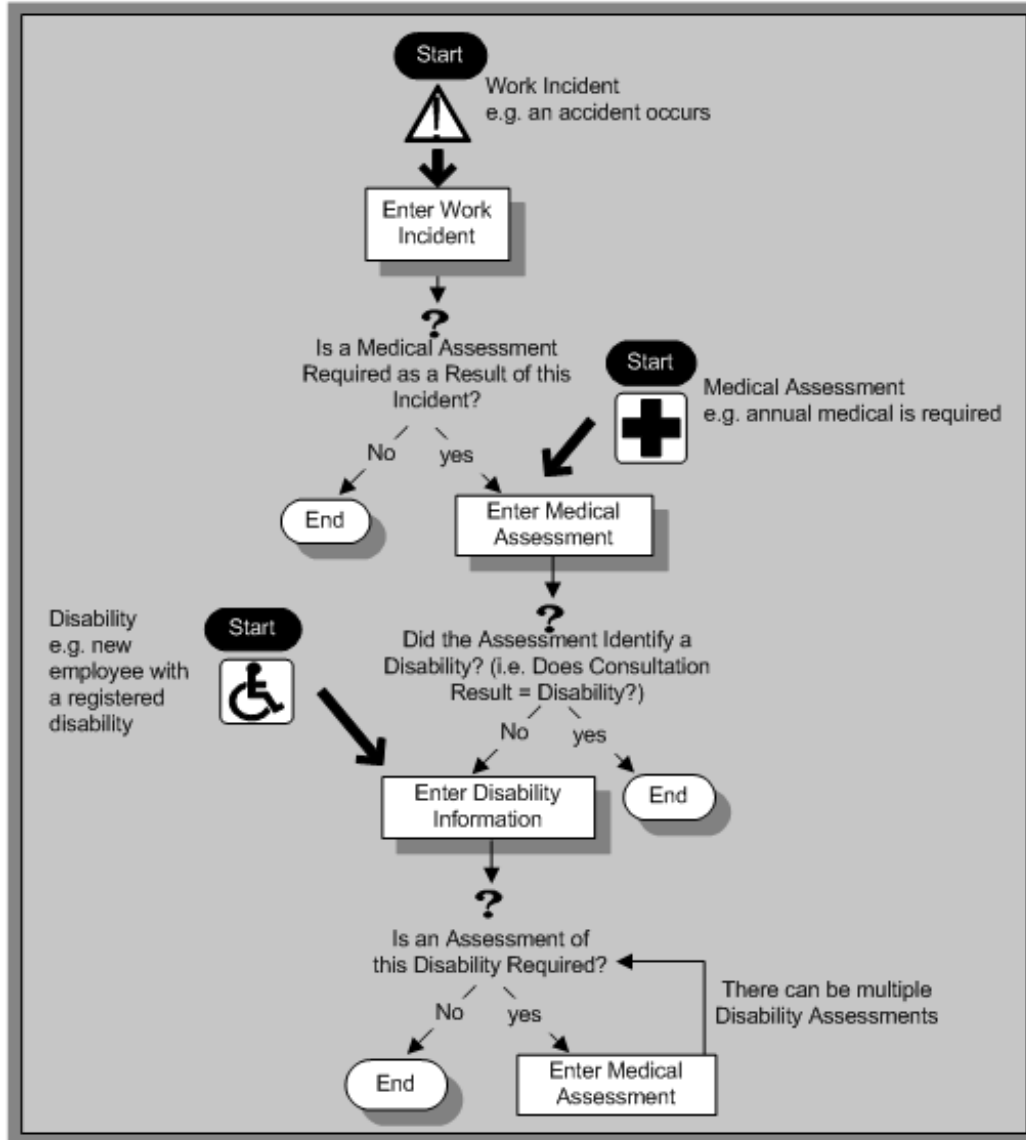 Start
Work Incident
e.g. an accident occurs
Enter Work
Incident
?
Is a Medical Assessment
Required as a Result of this
Incident?
Start
Medical Assessment
e.g. annual medical is required
No
yes
End
Enter Medical
Assessment
?
Did the Assessment Identify a
Disability? (i.e. Does Consultation
Result = Disability?)
Disability
e.g. new
employee with
a registered
disability
Start
No
yes
Enter Disability
Information
End
?
Is an Assessment of
this Disability Required?
There can be multiple
Disability Assessments
No
yes
End
Enter Medical
Assessment